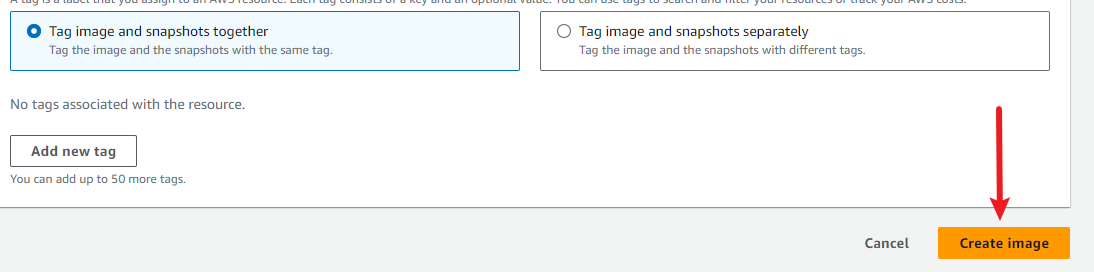 A tag is a label that you assign to an AWS resource. Each tag consists of a key and an optional value. You can use tags to search and filter your resources or track your AWS costs.
Tag image and snapshots together
Tag the image and the snapshots with the same tag.
Tag image and snapshots separately
Tag the image and the snapshots with different tags.
No tags associated with the resource.
Add new tag
You can add up to 50 more tags.
Cancel
Create image